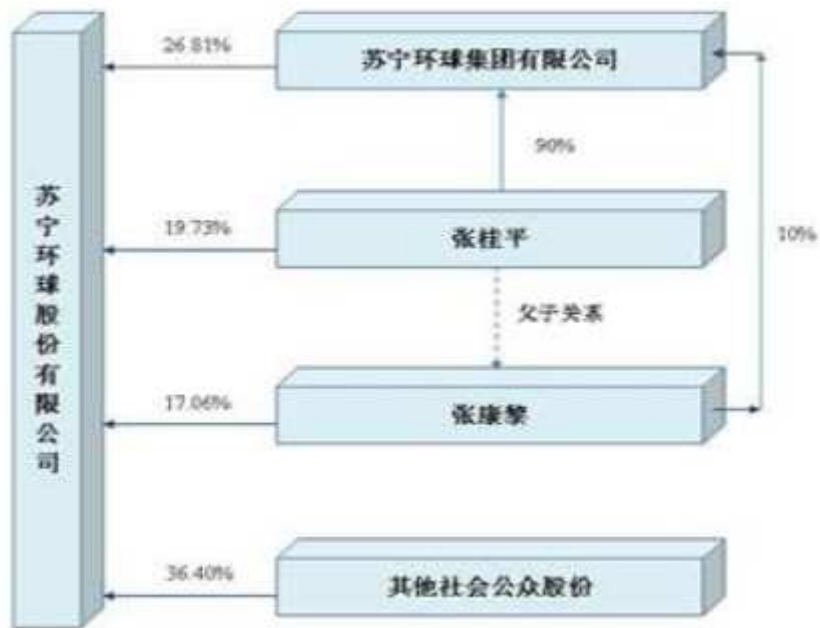 苏宁环球股份有限公司
26.81%
苏宁环球集团有限公司
90%
19.73%
张桂平
10%
父子关系
17.06%
张康黎
36.40%
其他社会公众股份